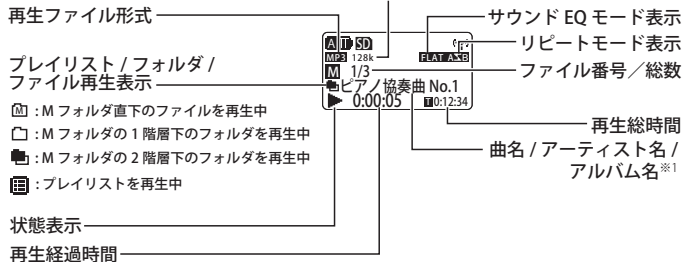 再生ファイル形式
サウンド EQ モード表示
リピートモード表示
ファイル番号／総数
プレイリスト / フォルダ /
ファイル再生表示
M : M フォルダ直下のファイルを再生中
: M フォルダの 1 階層下のフォルダを再生中
: M フォルダの 2 階層下のフォルダを再生中
: プレイリストを再生中
状態表示
再生経過時間
A SD
MP3 128k FLAT A B
M 1/3
ピアノ協奏曲 No.1
0:00:05 T 0:12:34
再生総時間
曲名 / アーティスト名 /
アルバム名※1